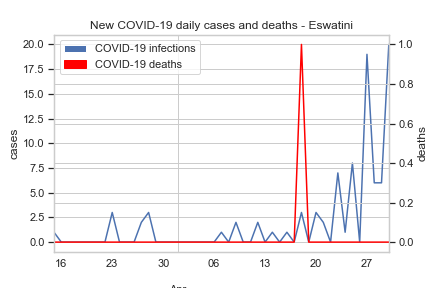 New COVID-19 daily cases and deaths - Eswatini
COVID-19 infections
COVID-19 deaths
20.0
17.5
15.0
12.5
10.0
7.5
5.0
2.5
0.0
cases
1.0
0.8
0.6
0.4
0.2
0.0
deaths
16 23 30 06 13 20 27